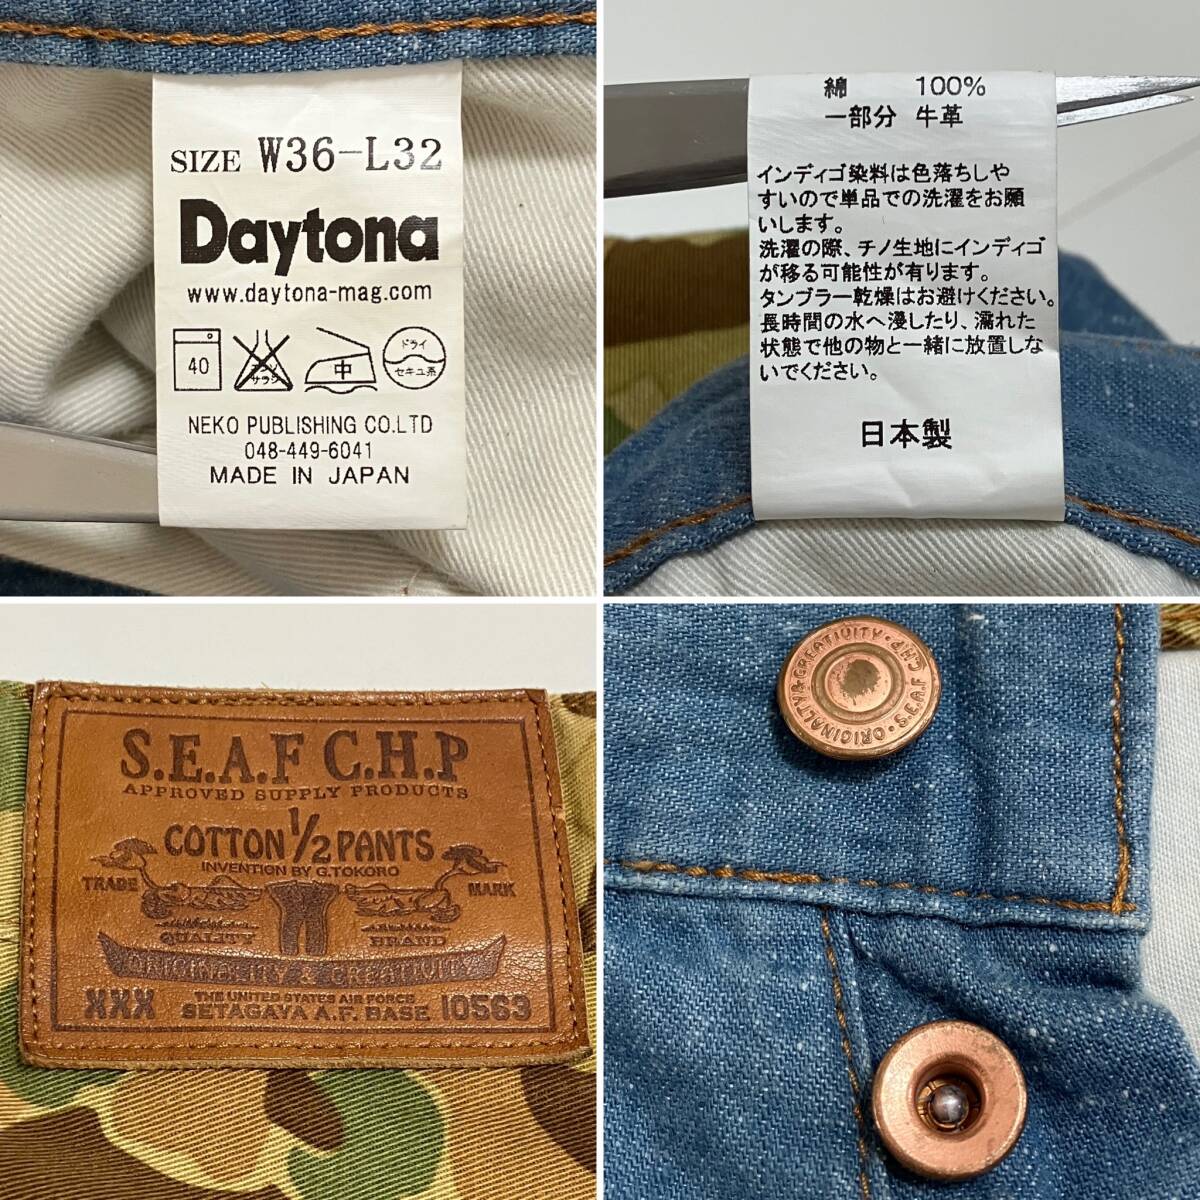 SIZE W36-L32
Daytona
www.daytona-mag.com
40
エンソ
サラシ
中
ドライ
セキユ系
NEKO PUBLISHING CO.LTD
048-449-6041
MADE IN JAPAN
綿 100%
一部分 牛革
インディゴ染料は色落ちしや
すいので単品での洗濯をお願
いします。
洗濯の際、チノ生地にインディゴ
が移る可能性が有ります。
タンブラー乾燥はお避けください。
長時間の水へ浸したり、濡れた
状態で他の物と一緒に放置しな
いでください。
日本製
S.E.A.F C.H.P
APPROVED SUPPLY PRODUCTS
COTTON 1/2 PANTS
INVENTION BY G.TOKORO
TRADE MARK
QUALITY BRAND
ORIGINALITY & CREATIVITY
XXX THE UNITED STATES AIR FORCE 10563
SETAGAYA A.F. BASE
ORIGINALTY&CREATIVITY・CHP